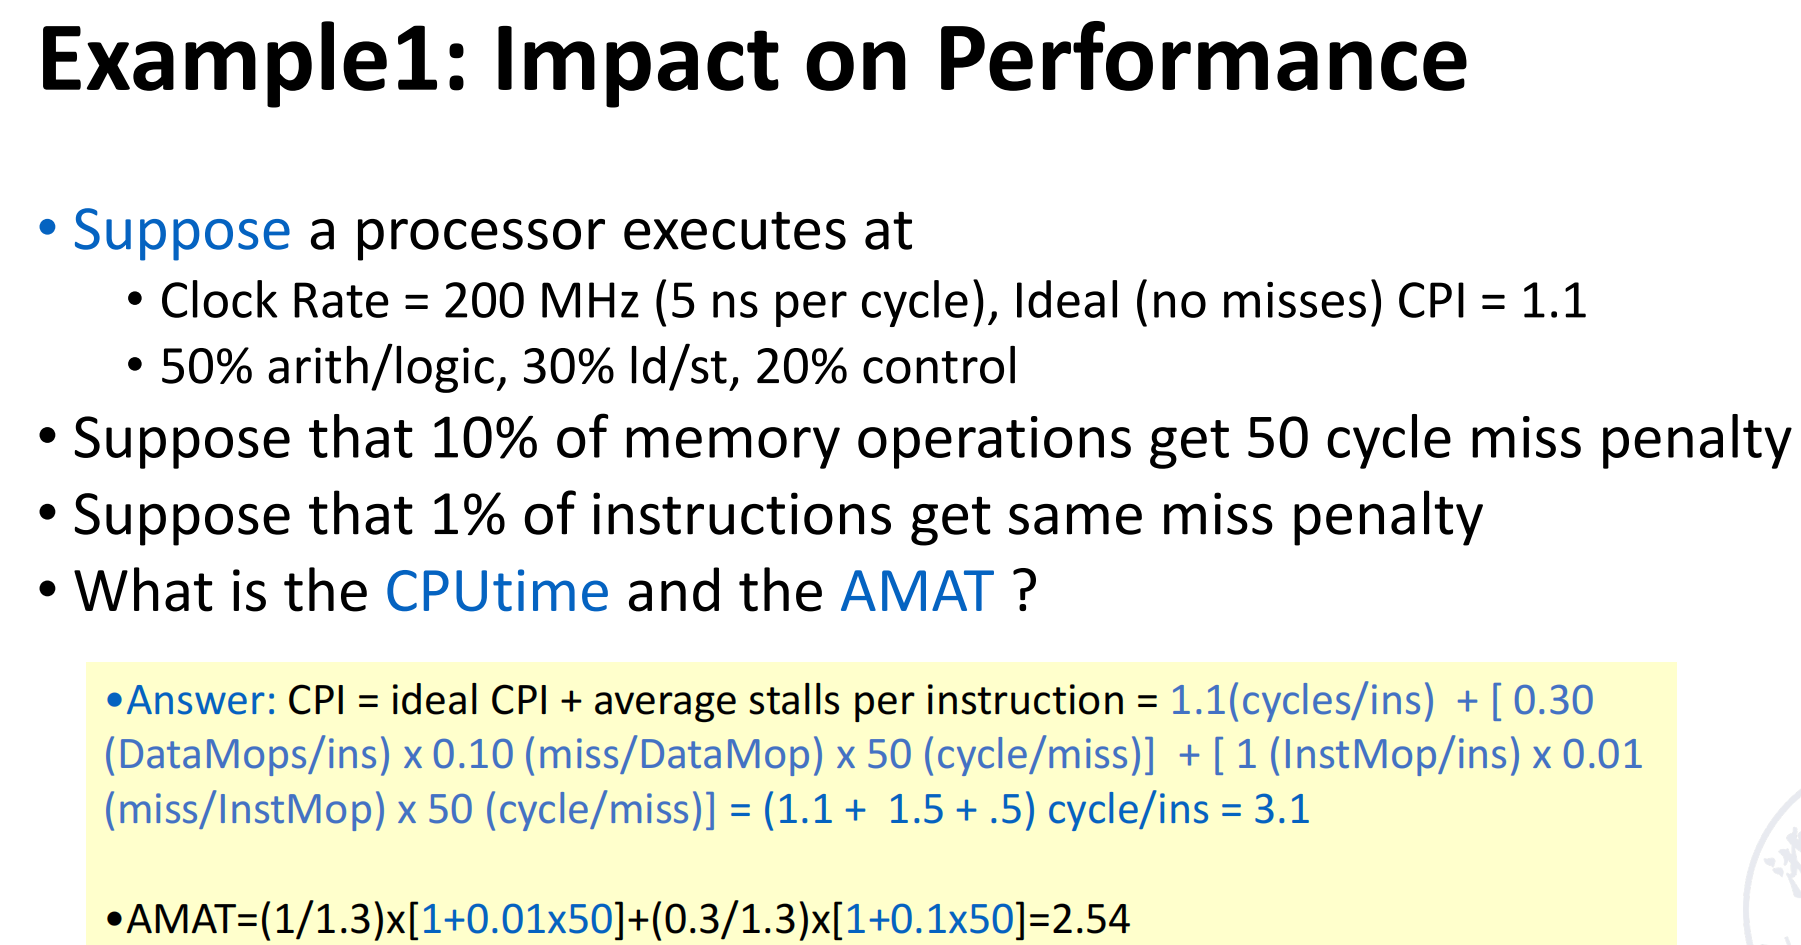 Example1: Impact on Performance
• Suppose a processor executes at
• Clock Rate = 200 MHz (5 ns per cycle), Ideal (no misses) CPI = 1.1
• 50% arith/logic, 30% ld/st, 20% control
• Suppose that 10% of memory operations get 50 cycle miss penalty
• Suppose that 1% of instructions get same miss penalty
• What is the CPUtime and the AMAT ?
•Answer: CPI = ideal CPI + average stalls per instruction = 1.1(cycles/ins) + [ 0.30
(DataMops/ins) x 0.10 (miss/DataMop) x 50 (cycle/miss)] + [ 1 (InstMop/ins) x 0.01
(miss/InstMop) x 50 (cycle/miss)] = (1.1 + 1.5 + .5) cycle/ins = 3.1
•AMAT=(1/1.3)x[1+0.01x50]+(0.3/1.3)x[1+0.1x50]=2.54